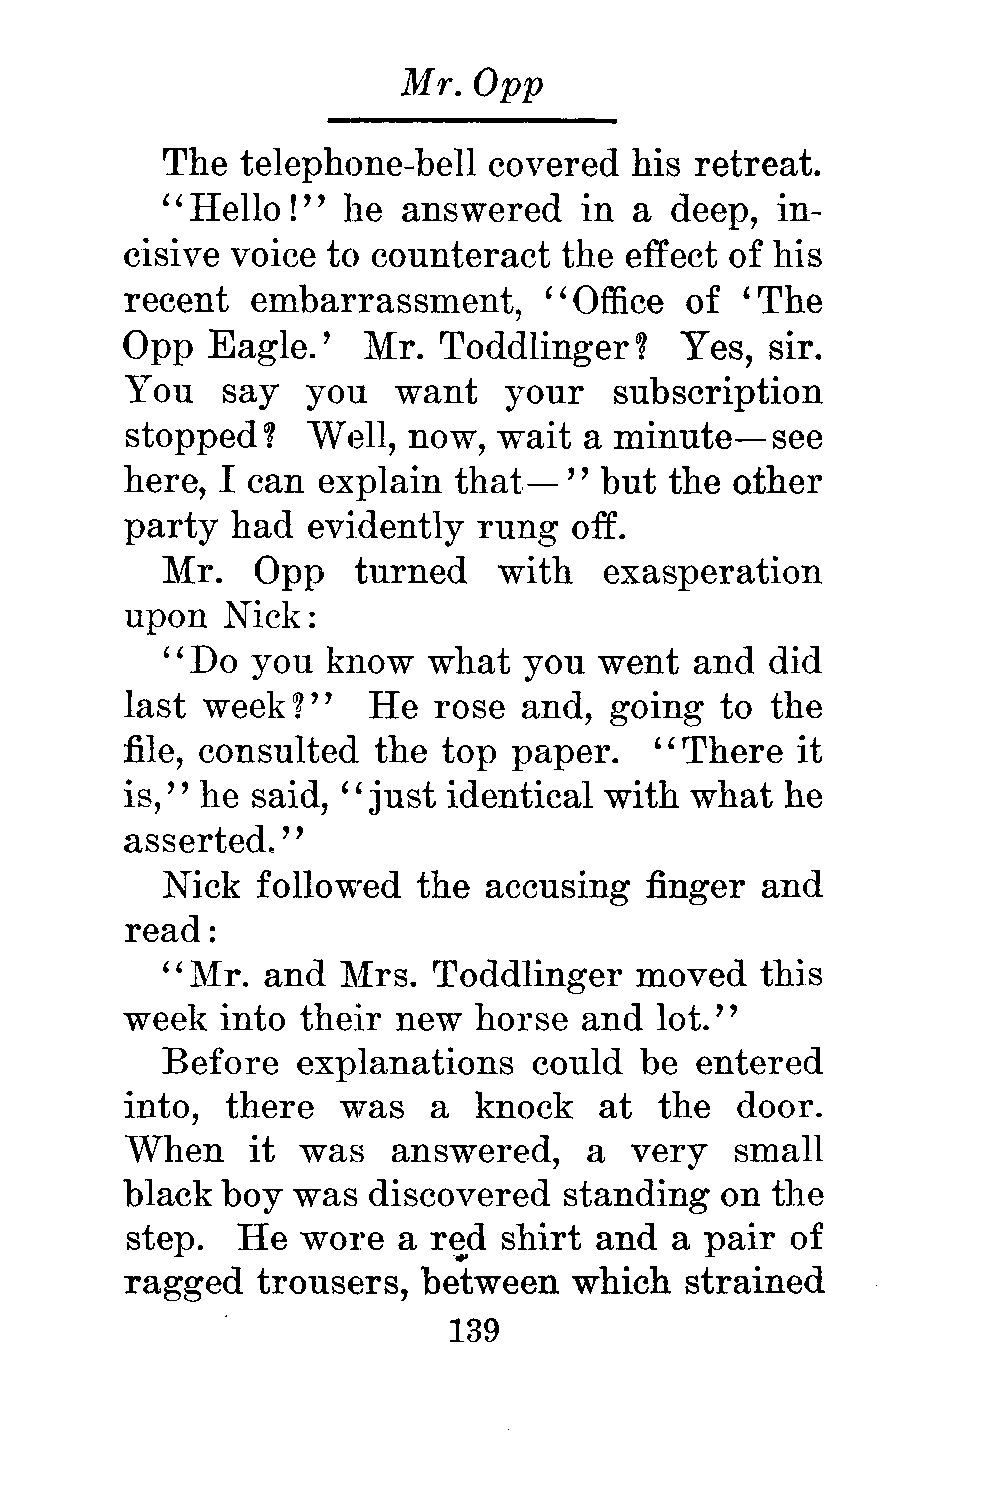 Mr. Opp
The telephone-bell covered his retreat.
"Hello!" he answered in a deep, in-
cisive voice to counteract the effect of his
recent embarrassment, "Office of 'The
Opp Eagle.' Mr. Toddlinger? Yes, sir.
You say you want your subscription
stopped? Well, now, wait a minute—see
here, I can explain that—" but the other
party had evidently rung off.
Mr. Opp turned with exasperation
upon Nick:
"Do you know what you went and did
last week?" He rose and, going to the
file, consulted the top paper. "There it
is," he said, "just identical with what he
asserted."
Nick followed the accusing finger and
read:
"Mr. and Mrs. Toddlinger moved this
week into their new horse and lot."
Before explanations could be entered
into, there was a knock at the door.
When it was answered, a very small
black boy was discovered standing on the
step. He wore a red shirt and a pair of
ragged trousers, between which strained
139